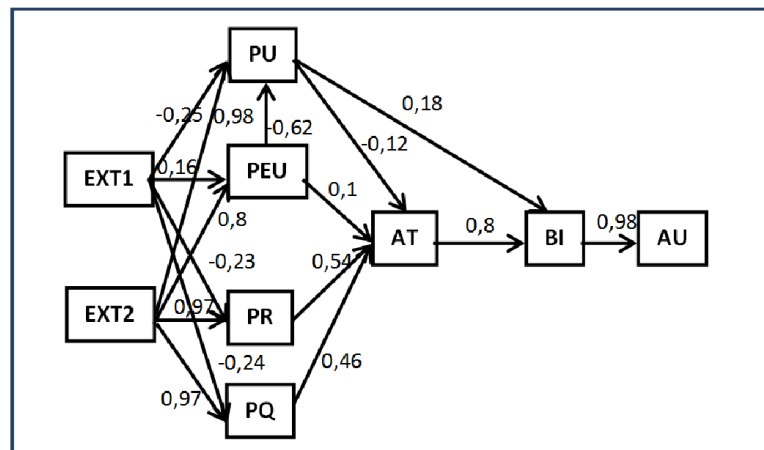 PU
0,18
-0,25
0,98
-0,62
-0,12
EXT1
0,16
PEU
0,1
0,8
AT
0,8
BI
0,98
AU
-0,23
0,54
EXT2
0,97
PR
-0,24
0,46
0,97
PQ